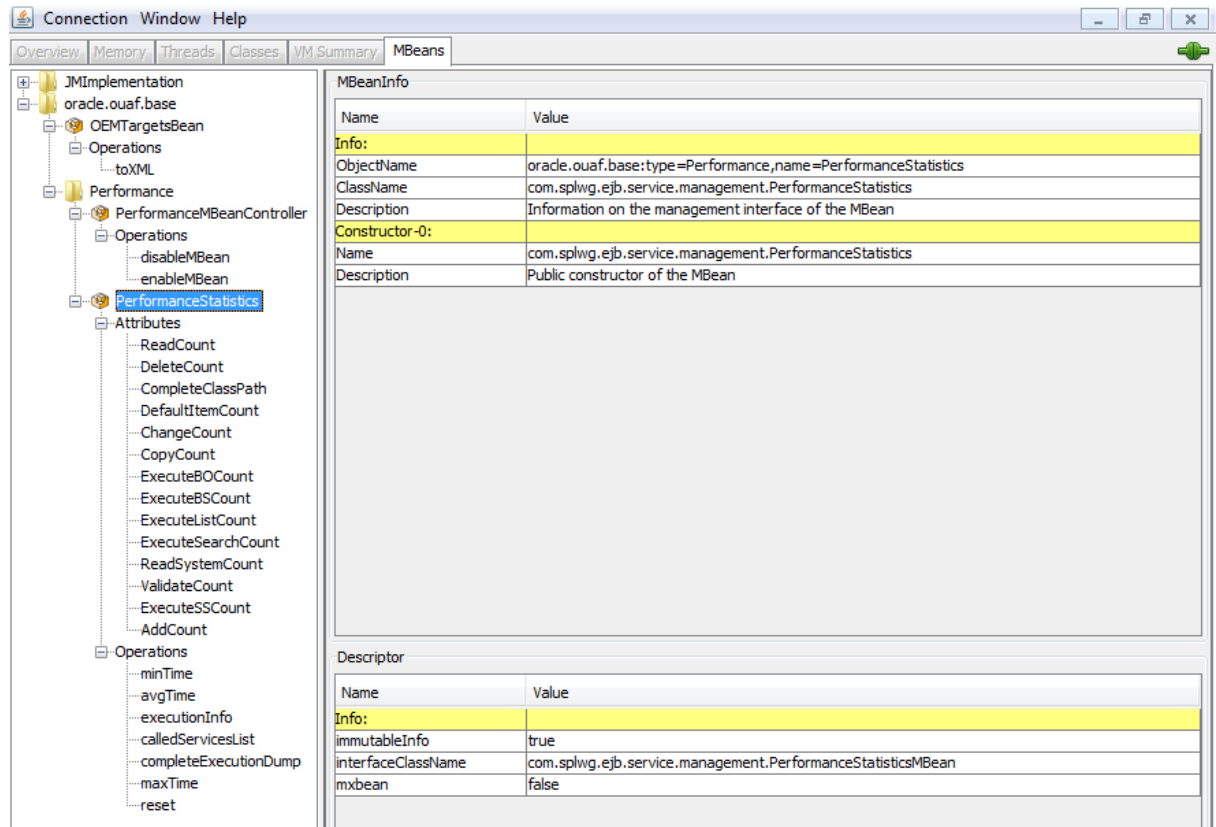 Connection Window Help
Overview Memory Threads Classes VM Summary MBeans
JMImplementation
oracle.ouaf.base
OEMTargetsBean
Operations
toXML
Performance
PerformanceMBeanController
Operations
disableMBean
enableMBean
PerformanceStatistics
Attributes
ReadCount
DeleteCount
CompleteClassPath
DefaultItemCount
ChangeCount
CopyCount
ExecuteBOCount
ExecuteBSCount
ExecuteListCount
ExecuteSearchCount
ReadSystemCount
ValidateCount
ExecuteSSCount
AddCount
Operations
minTime
avgTime
executionInfo
calledServicesList
completeExecutionDump
maxTime
reset
MBeanInfo
Name Value
Info:
ObjectName oracle.ouaf.base:type=Performance,name=PerformanceStatistics
ClassName com.splwg.ejb.service.management.PerformanceStatistics
Description Information on the management interface of the MBean
Constructor-0:
Name com.splwg.ejb.service.management.PerformanceStatistics
Description Public constructor of the MBean
Descriptor
Name Value
Info:
immutableInfo true
interfaceClassName com.splwg.ejb.service.management.PerformanceStatisticsMBean
mxbean false